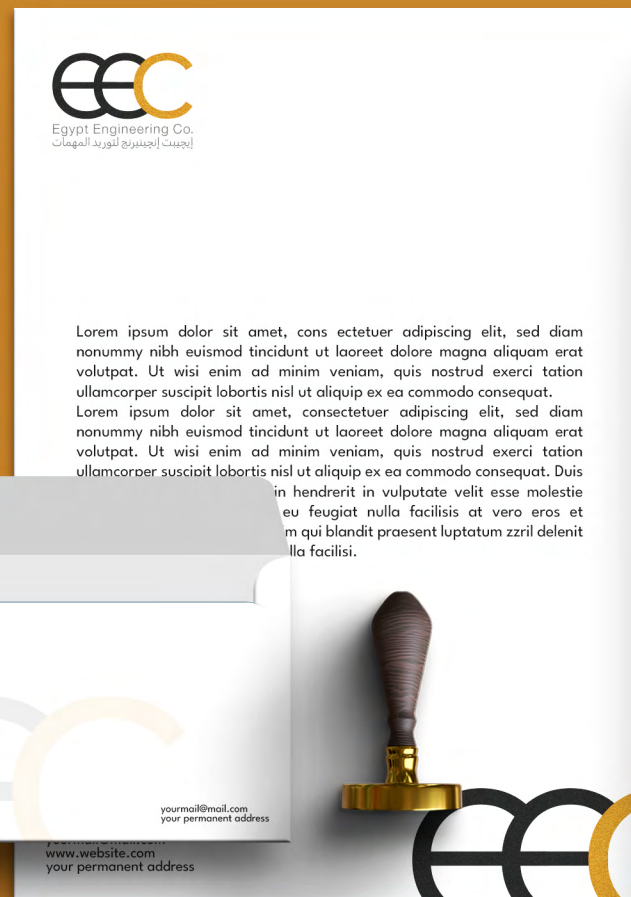 eec
Egypt Engineering Co.
إيچيبت إنچينيرنج لتوريد المهمات
Lorem ipsum dolor sit amet, cons ectetuer adipiscing elit, sed diam
nonummy nibh euismod tincidunt ut laoreet dolore magna aliquam erat
volutpat. Ut wisi enim ad minim veniam, quis nostrud exerci tation
ullamcorper suscipit lobortis nisl ut aliquip ex ea commodo consequat.
Lorem ipsum dolor sit amet, consectetuer adipiscing elit, sed diam
nonummy nibh euismod tincidunt ut laoreet dolore magna aliquam erat
volutpat. Ut wisi enim ad minim veniam, quis nostrud exerci tation
ullamcorper suscipit lobortis nisl ut aliquip ex ea commodo consequat. Duis
in hendrerit in vulputate velit esse molestie
eu feugiat nulla facilisis at vero eros et
qui blandit praesent luptatum zzril delenit
facilisi.
yourmail@mail.com
your permanent address
www.website.com
your permanent address